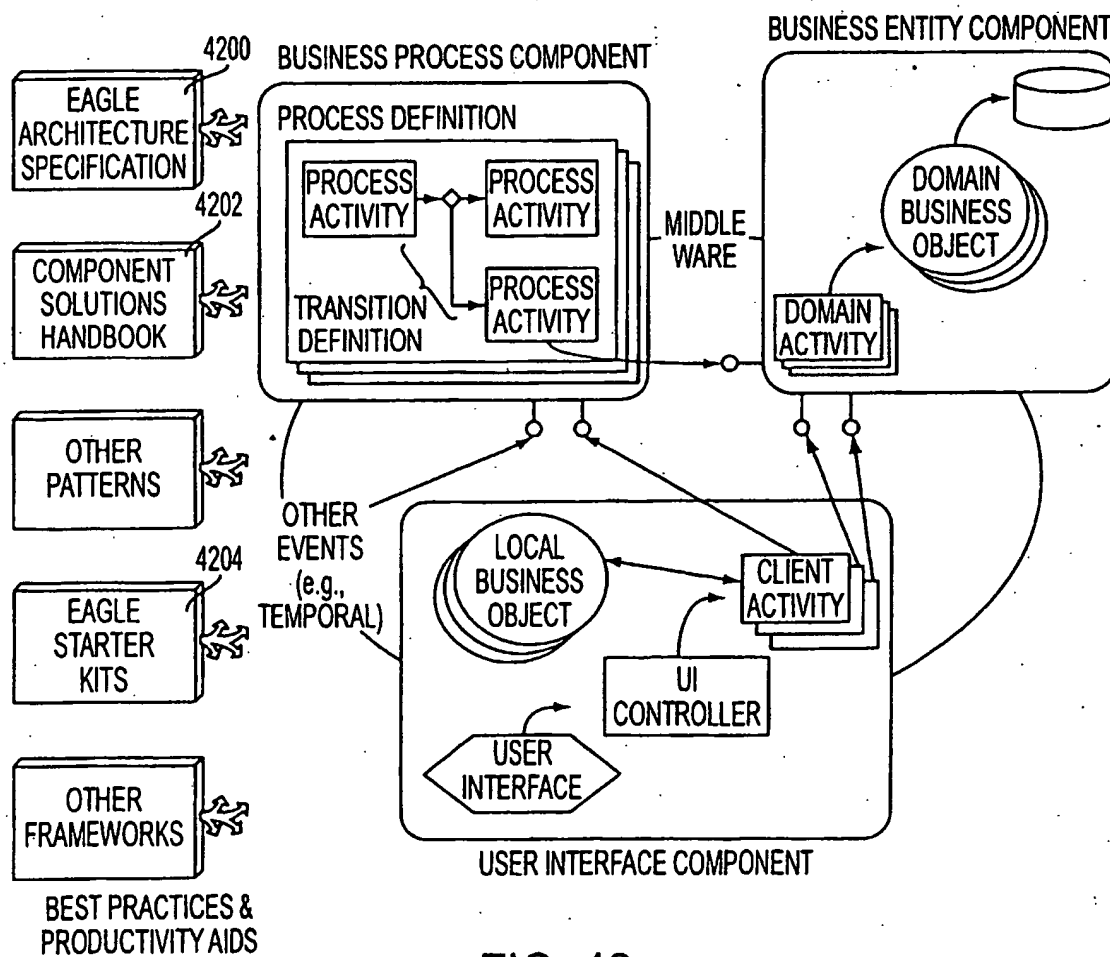 4200
EAGLE
ARCHITECTURE
SPECIFICATION
4202
COMPONENT
SOLUTIONS
HANDBOOK
OTHER
PATTERNS
4204
EAGLE
STARTER
KITS
OTHER
FRAMEWORKS
BEST PRACTICES &
PRODUCTIVITY AIDS
BUSINESS PROCESS COMPONENT
PROCESS DEFINITION
PROCESS
ACTIVITY
PROCESS
ACTIVITY
PROCESS
ACTIVITY
TRANSITION
DEFINITION
MIDDLE
WARE
BUSINESS ENTITY COMPONENT
DOMAIN
BUSINESS
OBJECT
DOMAIN
ACTIVITY
OTHER
EVENTS
(e.g.,
TEMPORAL)
LOCAL
BUSINESS
OBJECT
CLIENT
ACTIVITY
UI
CONTROLLER
USER
INTERFACE
USER INTERFACE COMPONENT